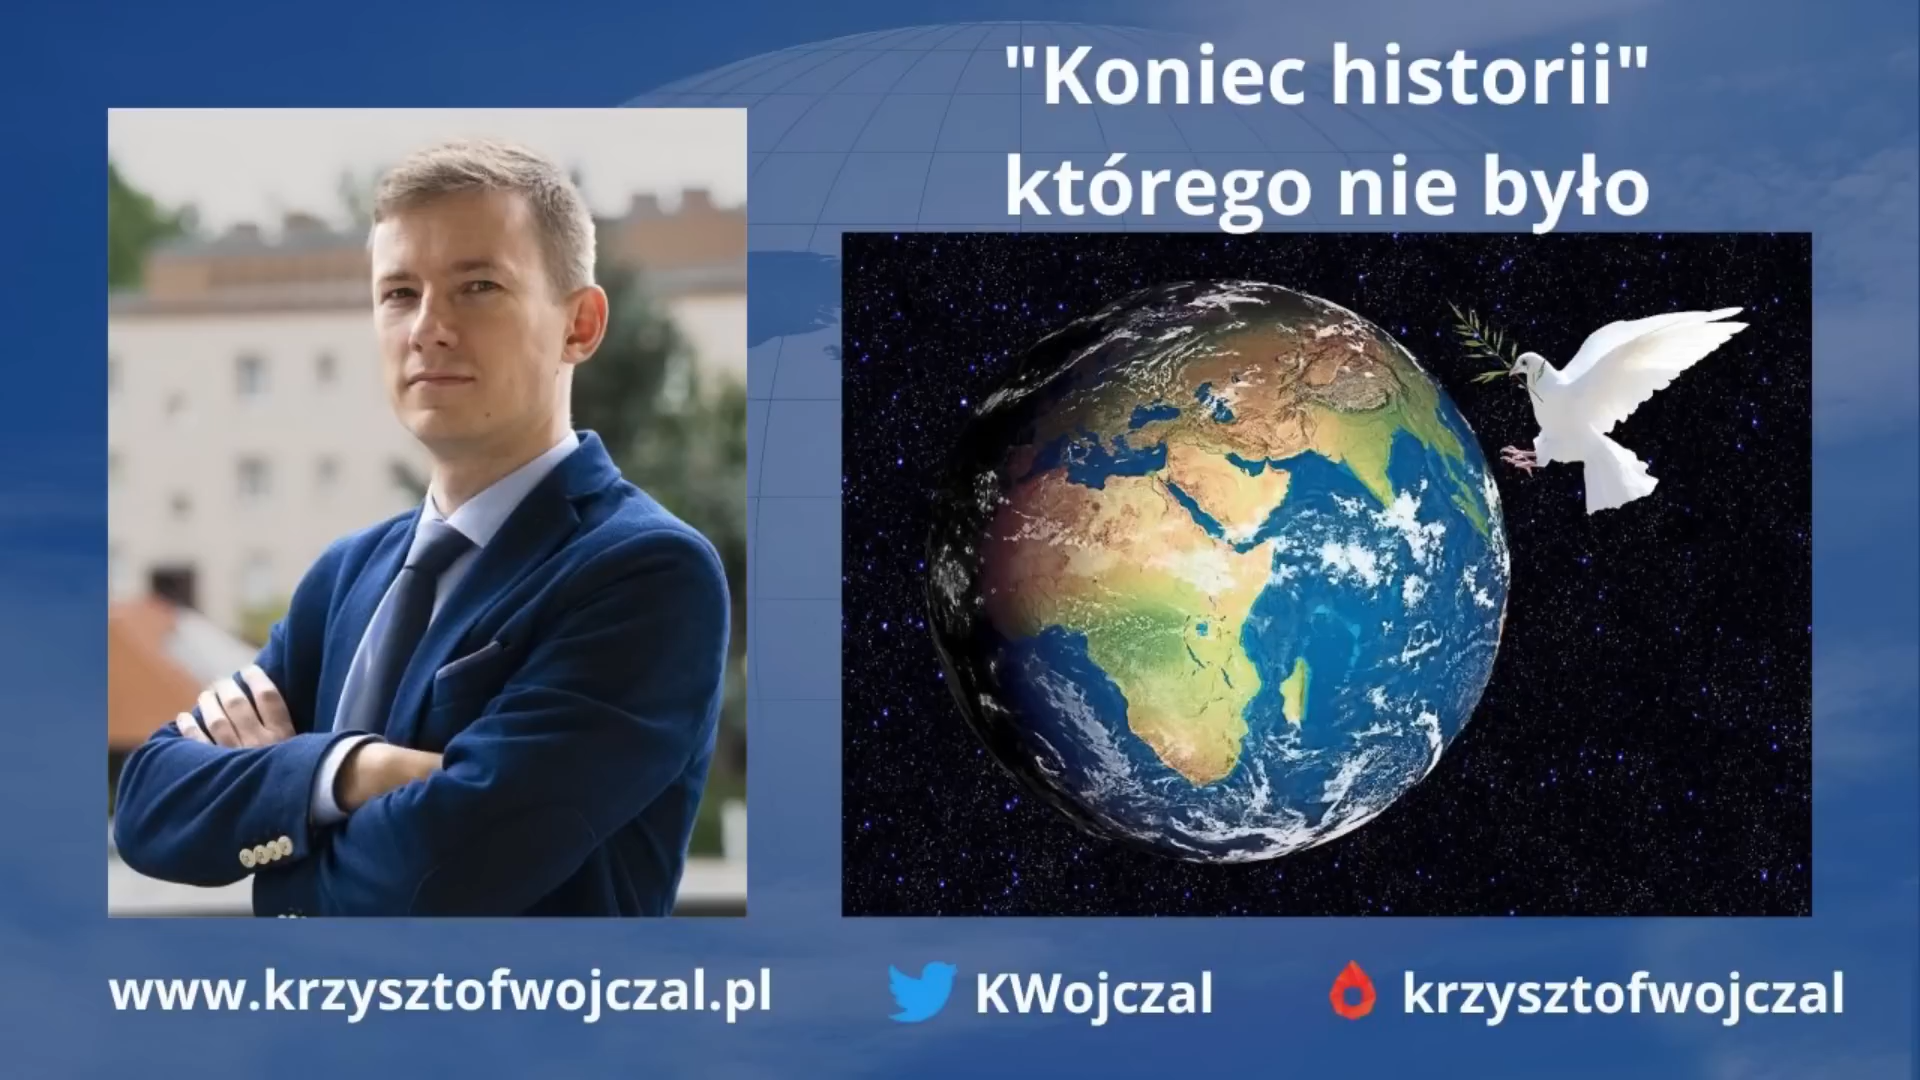 "Koniec historii"
którego nie było
www.krzysztofwojczal.pl
KWojczal
krzysztofwojczal